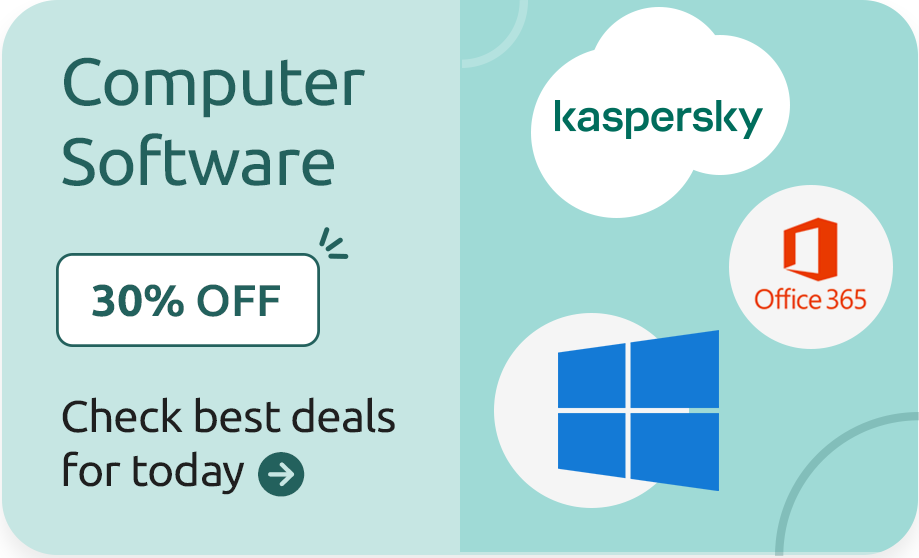 Computer
Software
30% OFF
Check best deals
for today
kaspersky
Office 365